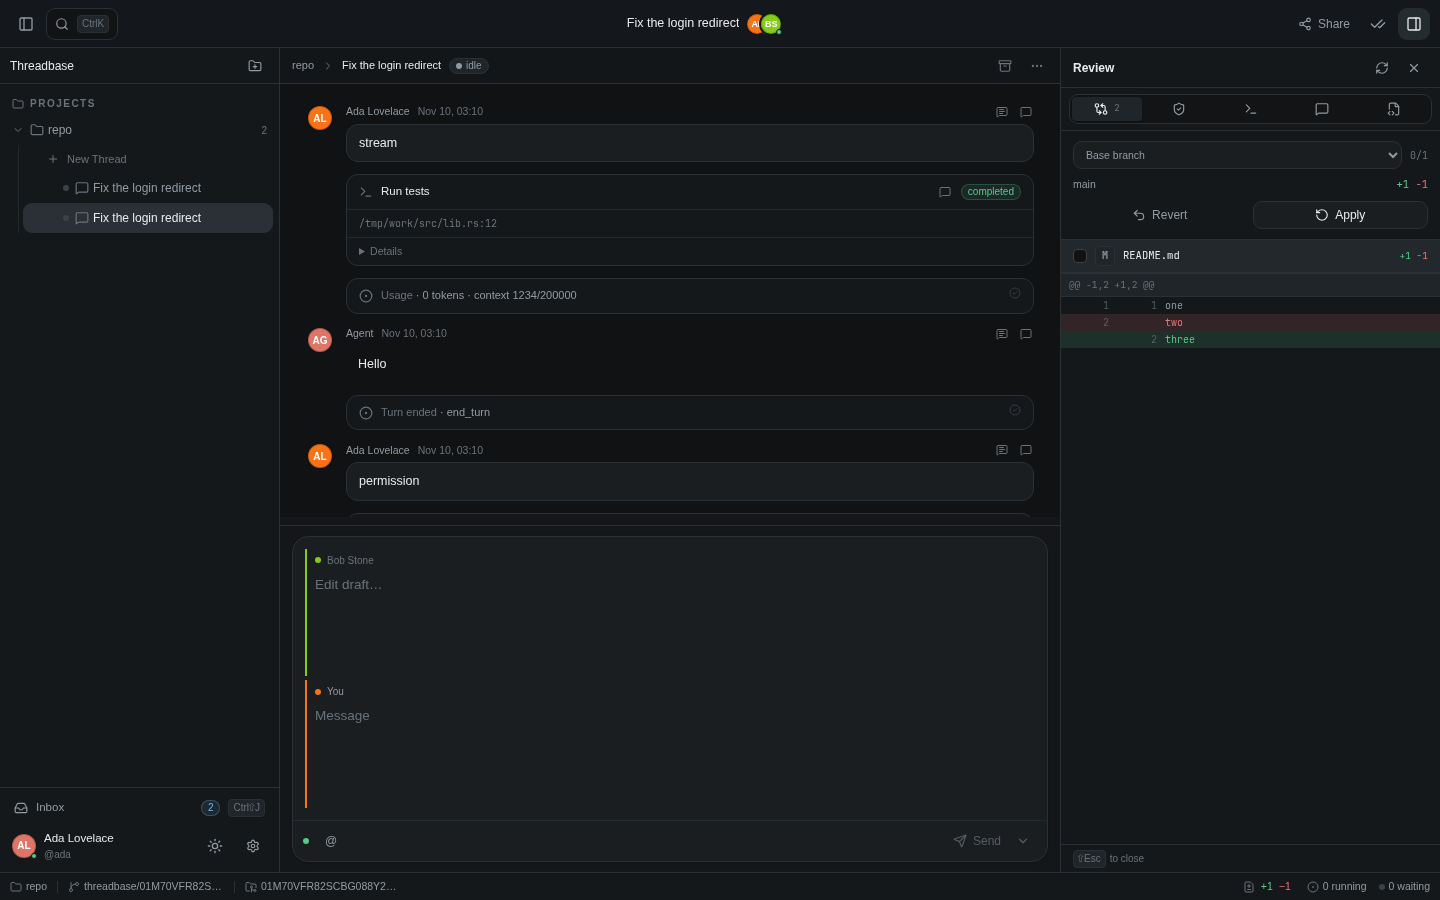 CtrlK
Fix the login redirect
AL BS
Share
Threadbase
PROJECTS
repo 2
New Thread
Fix the login redirect
Fix the login redirect
Inbox 2 Ctrl⇧J
AL Ada Lovelace
@ada
repo Fix the login redirect idle
AL Ada Lovelace Nov 10, 03:10
stream
Run tests completed
/tmp/work/src/lib.rs:12
Details
Usage · 0 tokens · context 1234/200000
AG Agent Nov 10, 03:10
Hello
Turn ended · end_turn
AL Ada Lovelace Nov 10, 03:10
permission
Bob Stone
Edit draft…
You
Message
@ Send
Review
2
Base branch 0/1
main +1 -1
Revert Apply
M README.md +1 -1
@@ -1,2 +1,2 @@
1 1 one
2 two
2 three
⇧Esc to close
repo threadbase/01M70VFR82S… 01M70VFR82SCBG088Y2… +1 −1 0 running 0 waiting